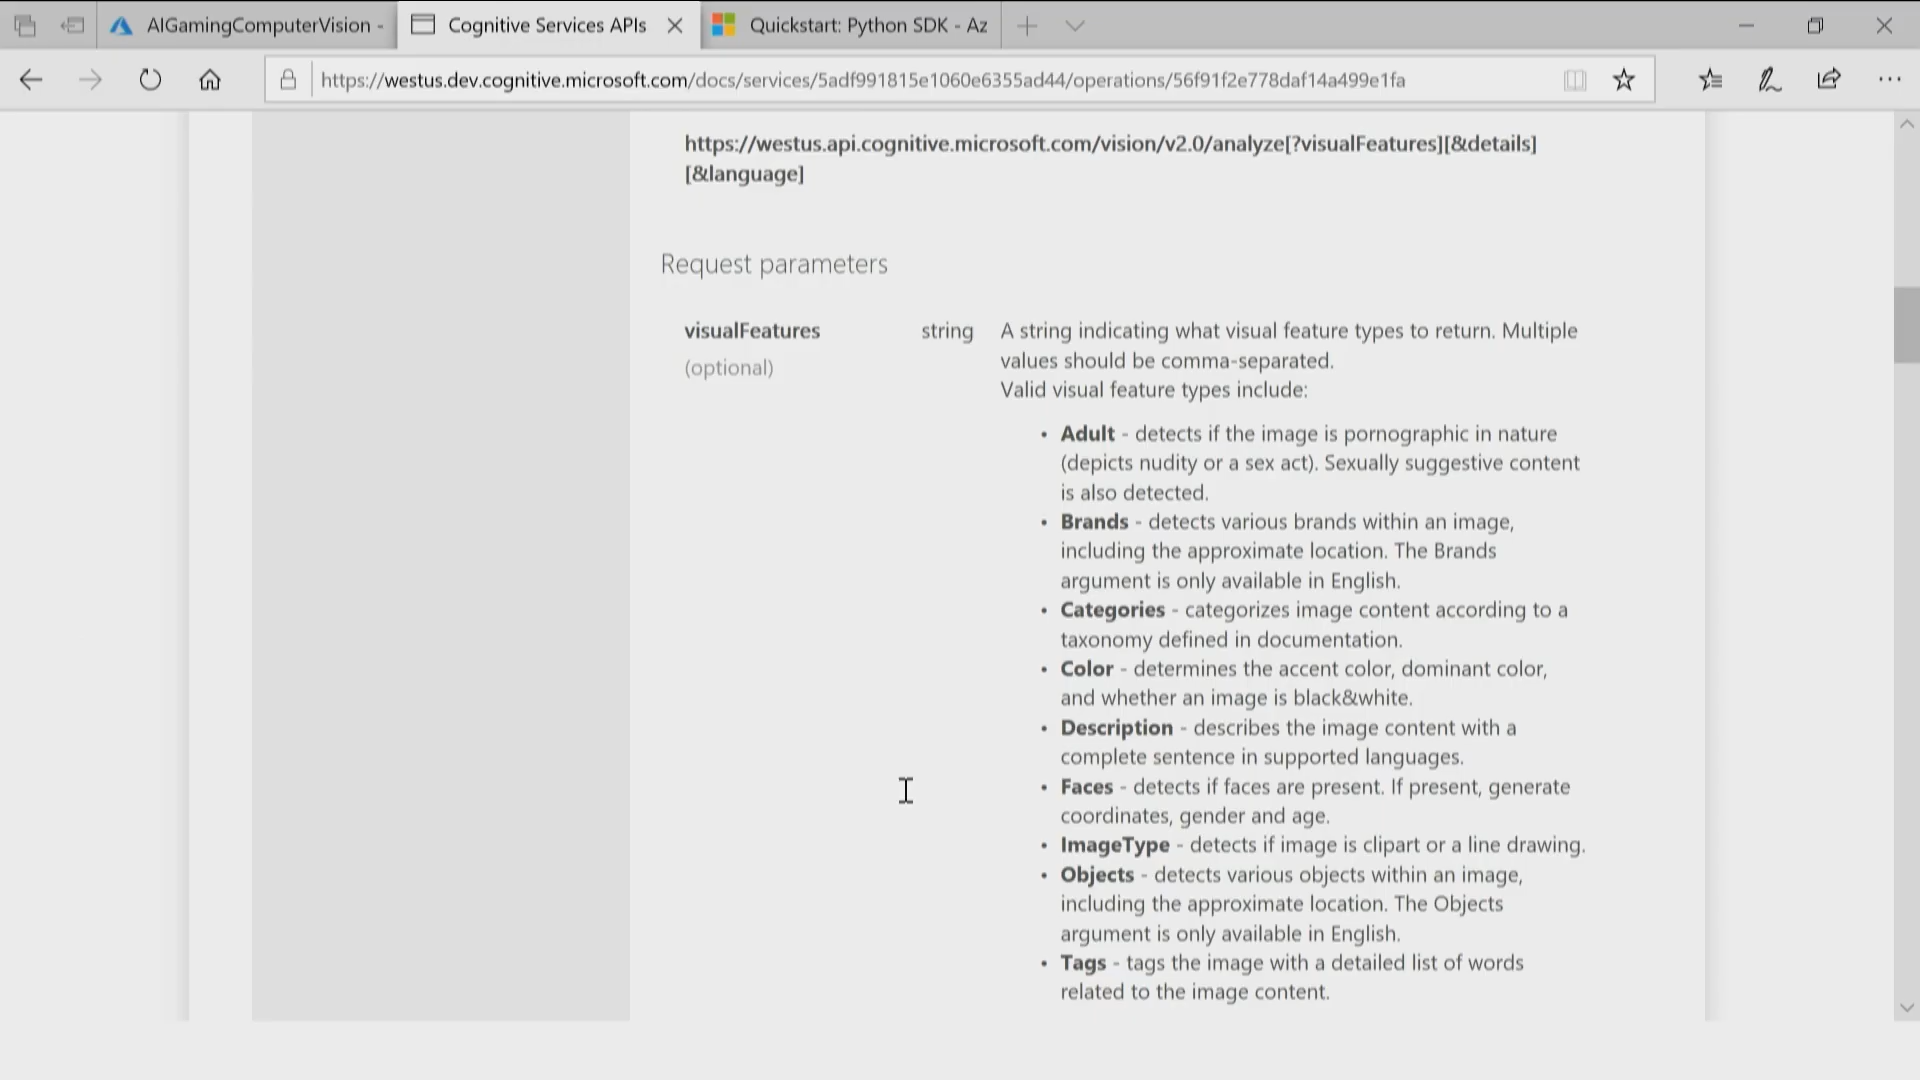 AIGamingComputerVision -
Cognitive Services APIs
Quickstart: Python SDK - Az
https://westus.dev.cognitive.microsoft.com/docs/services/5adf991815e1060e6355ad44/operations/56f91f2e778daf14a499e1fa
https://westus.api.cognitive.microsoft.com/vision/v2.0/analyze[?visualFeatures][&details]
[&language]
Request parameters
visualFeatures string A string indicating what visual feature types to return. Multiple
(optional) values should be comma-separated.
Valid visual feature types include:
• Adult - detects if the image is pornographic in nature
(depicts nudity or a sex act). Sexually suggestive content
is also detected.
• Brands - detects various brands within an image,
including the approximate location. The Brands
argument is only available in English.
• Categories - categorizes image content according to a
taxonomy defined in documentation.
• Color - determines the accent color, dominant color,
and whether an image is black&white.
• Description - describes the image content with a
complete sentence in supported languages.
• Faces - detects if faces are present. If present, generate
coordinates, gender and age.
• ImageType - detects if image is clipart or a line drawing.
• Objects - detects various objects within an image,
including the approximate location. The Objects
argument is only available in English.
• Tags - tags the image with a detailed list of words
related to the image content.